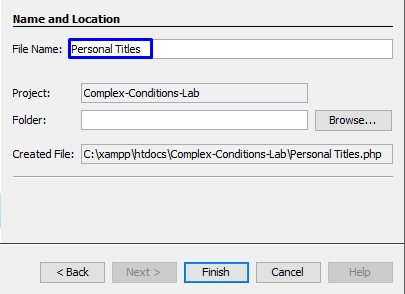 Name and Location
File Name: Personal Titles
Project: Complex-Conditions-Lab
Folder: Browse...
Created File: C:\xampp\htdocs\Complex-Conditions-Lab\Personal Titles.php
< Back Next > Finish Cancel Help